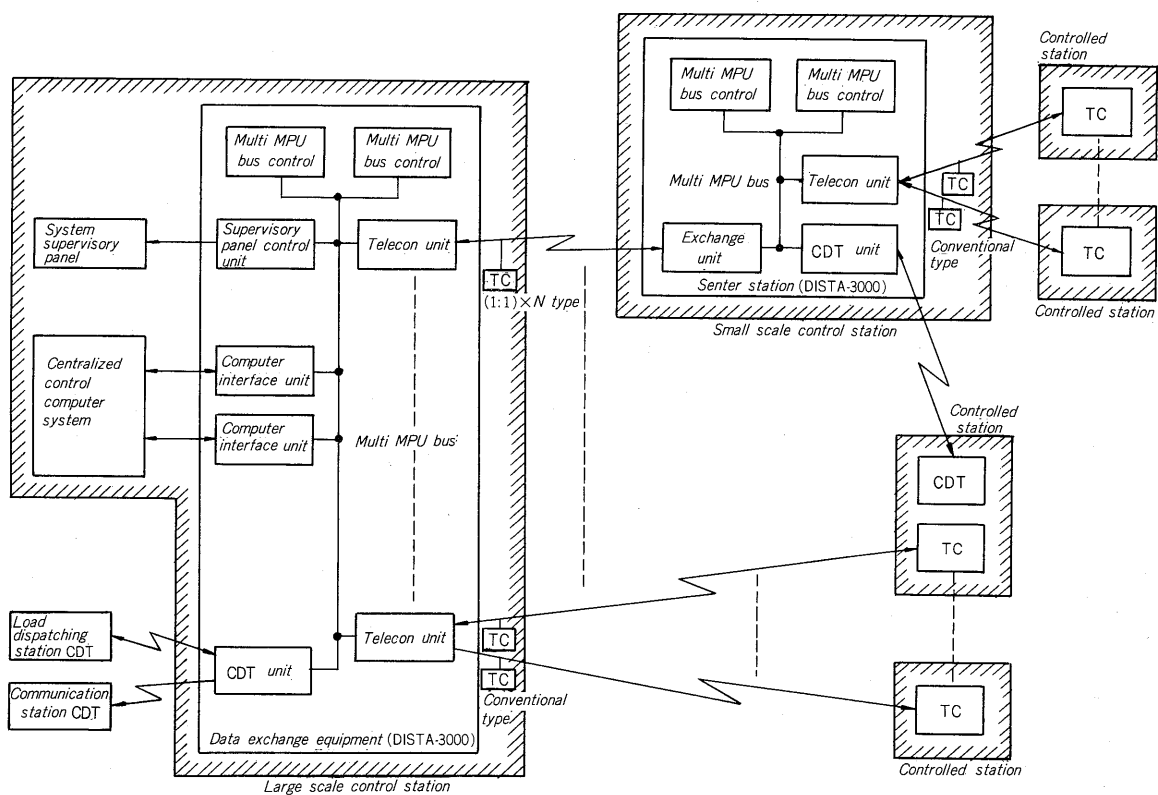 Multi MPU
bus control
Multi MPU
bus control
System
supervisory
panel
Supervisory
panel control
unit
Telecon unit
TC
(1:1)×N type
Centralized
control
computer
system
Computer
interface unit
Computer
interface unit
Multi MPU bus
Load
dispatching
station CDT
Communication
station CDT
CDT unit
Telecon unit
TC
TC
Conventional
type
Data exchange equipment (DISTA-3000)
Large scale control station
Multi MPU
bus control
Multi MPU
bus control
Multi MPU bus
Telecon unit
TC
TC
Conventional
type
Exchange
unit
CDT unit
Senter station (DISTA-3000)
Small scale control station
Controlled
station
TC
TC
Controlled station
Controlled
station
CDT
TC
TC
Controlled station